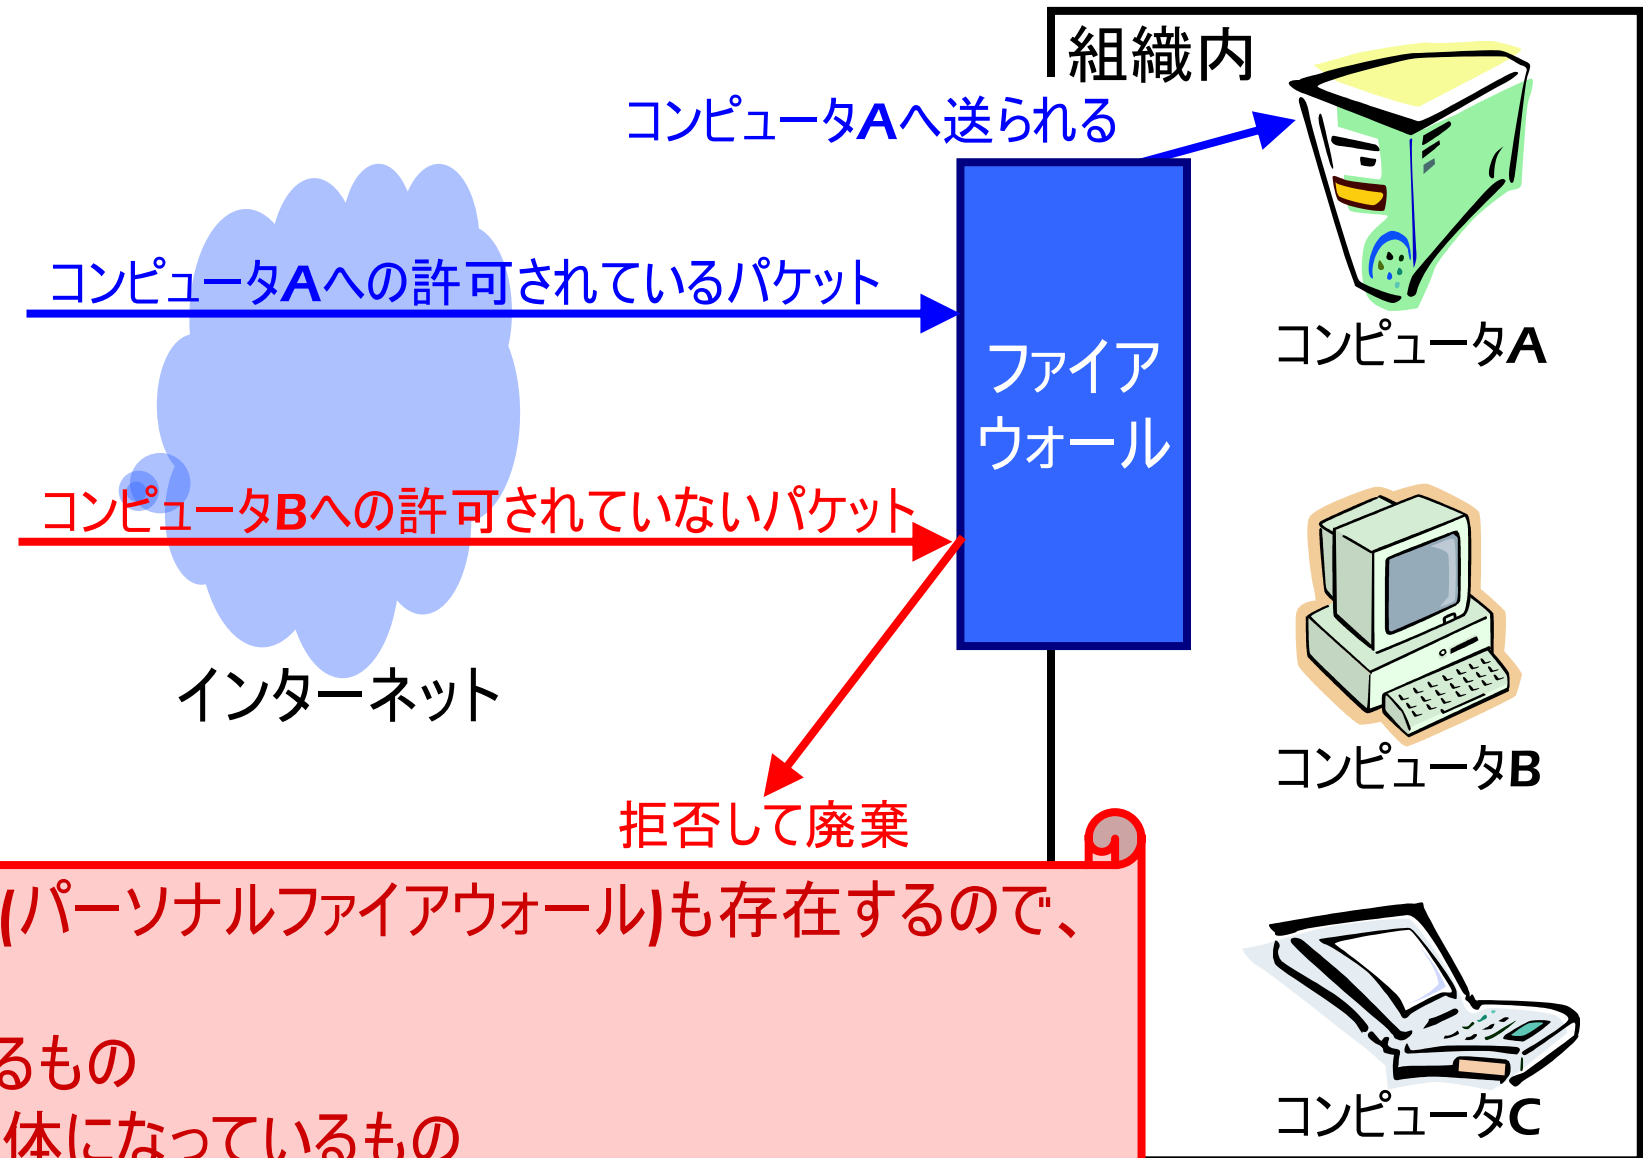 組織内
コンピュータAへ送られる
コンピュータAへの許可されているパケット
ファイア
ウォール
コンピュータA
コンピュータBへの許可されていないパケット
インターネット
コンピュータB
拒否して廃棄
(パーソナルファイアウォール)も存在するので、
るもの
体になっているもの
コンピュータC